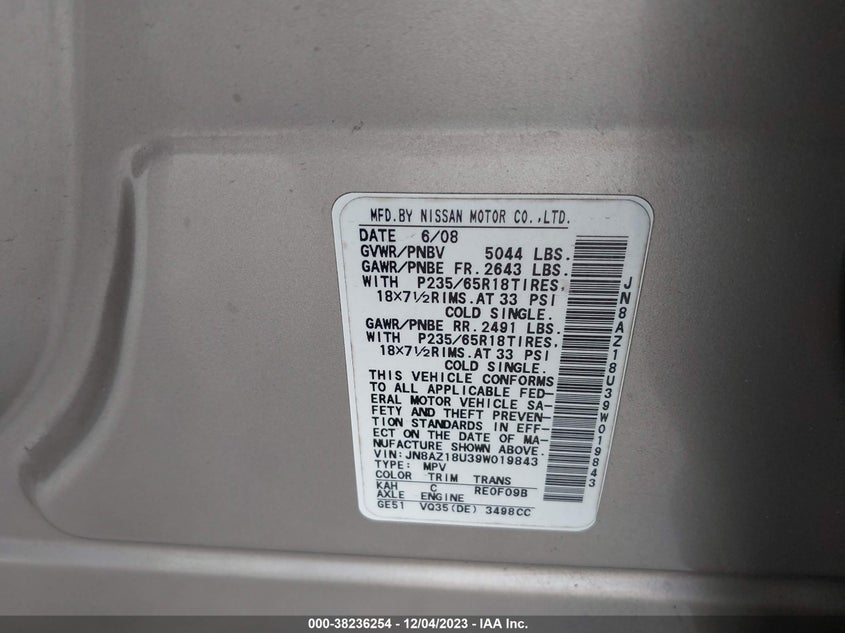 MFD.BY NISSAN MOTOR CO.,LTD.
DATE 6/08
GVWR/PNBV 5044 LBS.
GAWR/PNBE FR. 2643 LBS.
WITH P235/65R18TIRES,
18X7½RIMS.AT 33 PSI
COLD SINGLE.
GAWR/PNBE RR. 2491 LBS.
WITH P235/65R18TIRES,
18X7½RIMS.AT 33 PSI
COLD SINGLE.
THIS VEHICLE CONFORMS
TO ALL APPLICABLE FED-
ERAL MOTOR VEHICLE SA-
FETY AND THEFT PREVEN-
TION STANDARDS IN EFF-
ECT ON THE DATE OF MA-
NUFACTURE SHOWN ABOVE.
VIN: JN8AZ18U39W019843
TYPE: MPV
COLOR TRIM TRANS
KAH C RE0F09B
AXLE ENGINE
GE51 VQ35(DE) 3498CC
JN8AZ18U39W019843
000-38236254 - 12/04/2023 - IAA Inc.